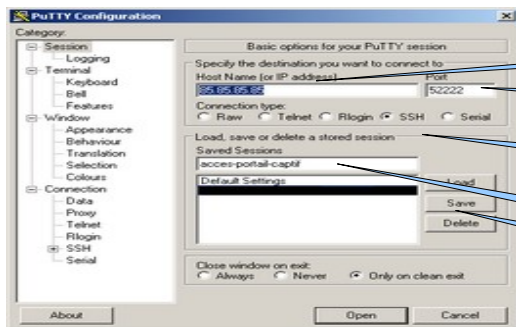 PuTTY Configuration
Category:
Session
Logging
Terminal
Keyboard
Bell
Features
Window
Appearance
Behaviour
Translation
Selection
Colours
Connection
Data
Proxy
Telnet
Rlogin
SSH
Serial
Basic options for your PuTTY session
Specify the destination you want to connect to
Host Name (or IP address) Port
85.85.85.85 52222
Connection type:
Raw Telnet Rlogin SSH Serial
Load, save or delete a stored session
Saved Sessions
acces-portail-captif
Default Settings
Load
Save
Delete
Close window on exit:
Always Never Only on clean exit
About Open Cancel